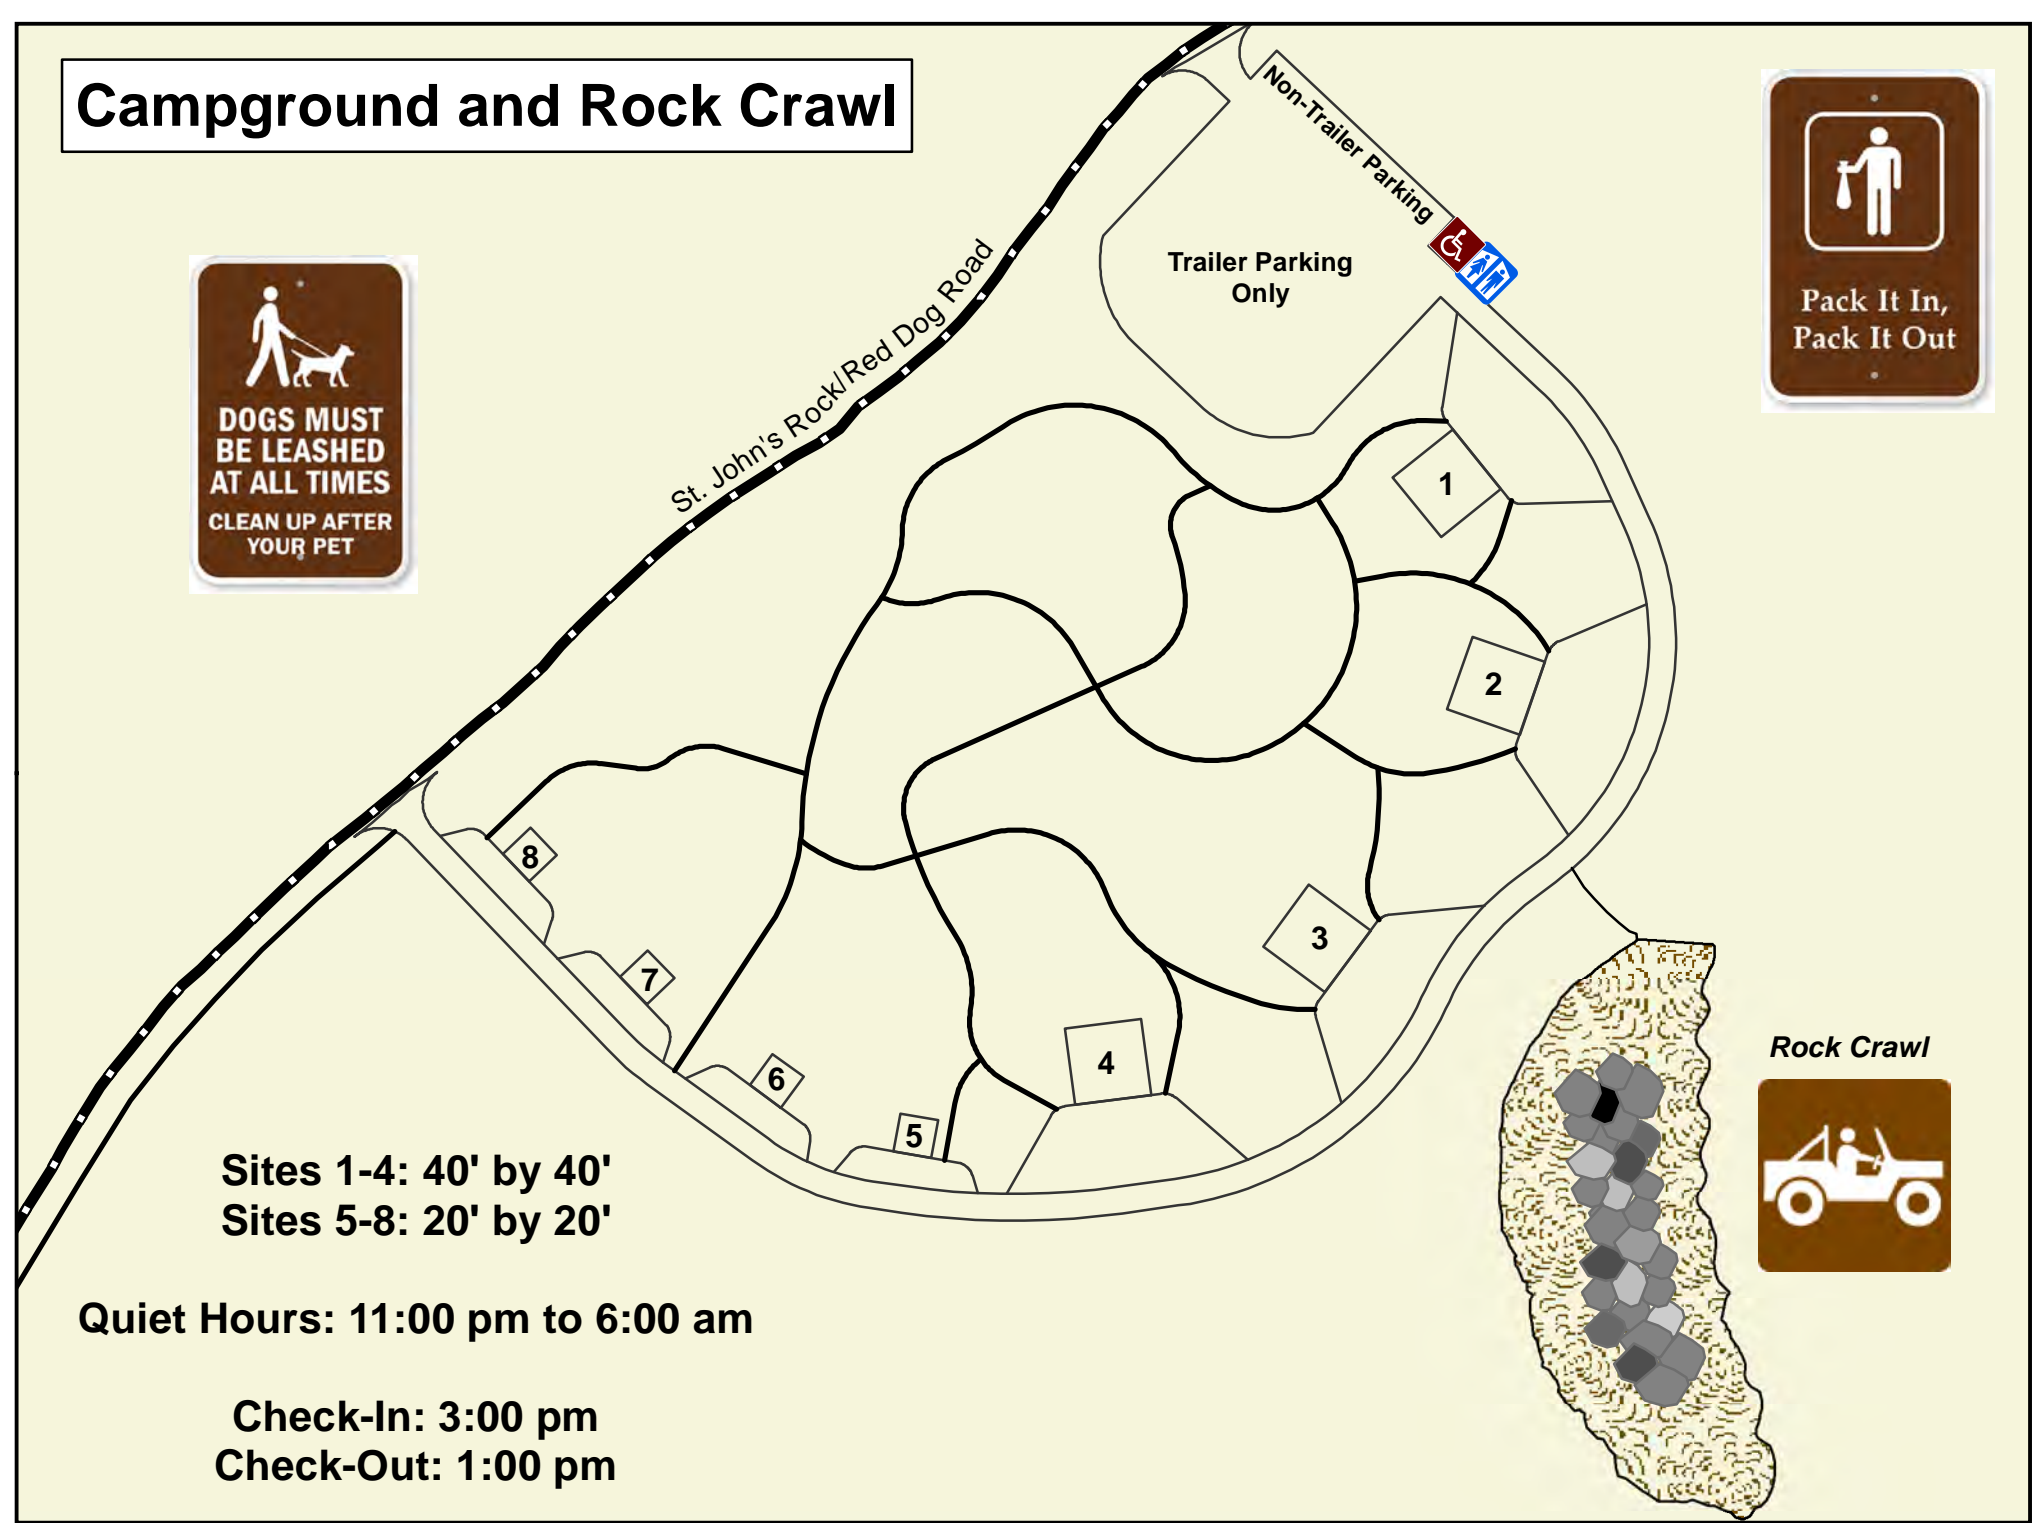 Campground and Rock Crawl
Non-Trailer Parking
Trailer Parking
Only
Pack It In,
Pack It Out
DOGS MUST
BE LEASHED
AT ALL TIMES
CLEAN UP AFTER
YOUR PET
St. John's Rock/Red Dog Road
1
2
3
4
5
6
7
8
Rock Crawl
Sites 1-4: 40' by 40'
Sites 5-8: 20' by 20'
Quiet Hours: 11:00 pm to 6:00 am
Check-In: 3:00 pm
Check-Out: 1:00 pm